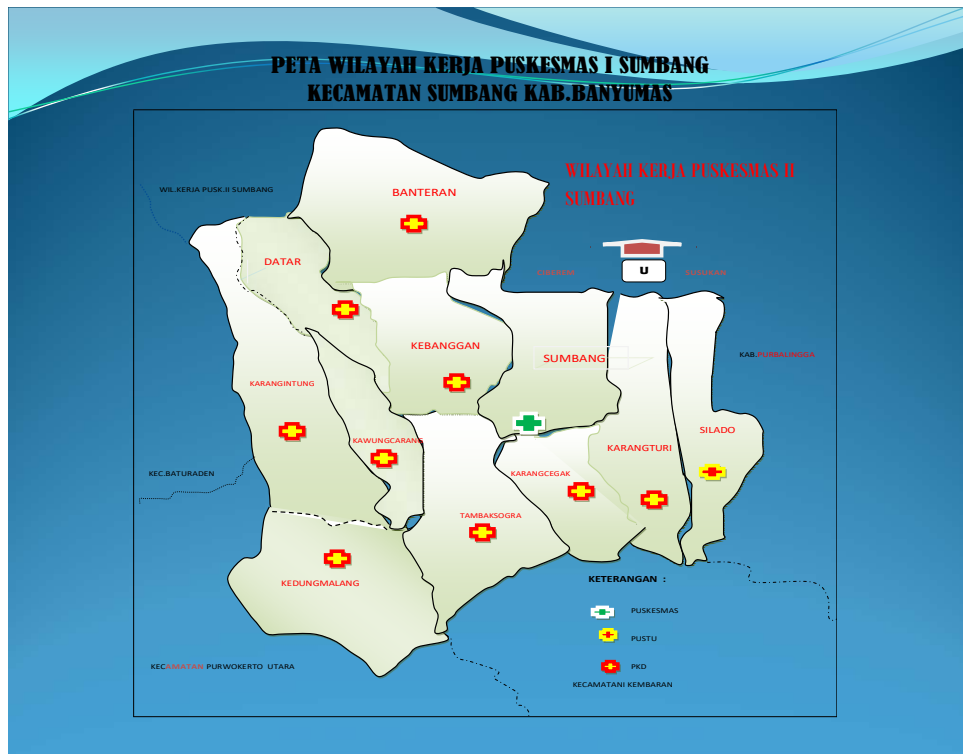 PETA WILAYAH KERJA PUSKESMAS I SUMBANG
KECAMATAN SUMBANG KAB.BANYUMAS
WILAYAH KERJA PUSKESMAS II
SUMBANG
WIL.KERJA PUSK.II SUMBANG
BANTERAN
DATAR
U
SUSUKAN
KEBANGGAN
SUMBANG
KAB.PURBALINGGA
KARANGINTUNG
KAWUNGCARANG
KARANGTURI
SILADO
KEC.BATURADEN
KARANGCEGAK
TAMBAKSOGRA
KEDUNGMALANG
KETERANGAN :
PUSKESMAS
PUSTU
PKD
KECAMATAN PURWOKERTO UTARA
KECAMATANI KEMBARAN